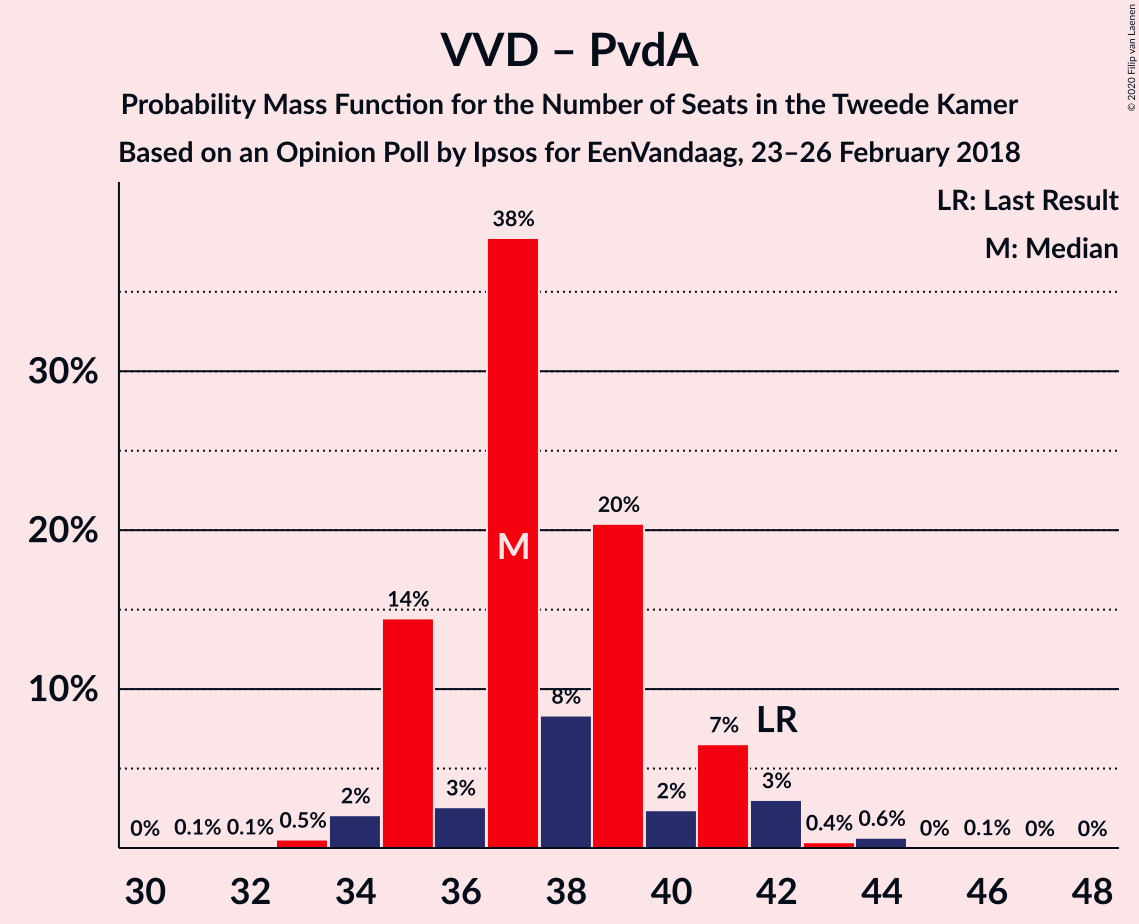 VVD – PvdA
Probability Mass Function for the Number of Seats in the Tweede Kamer
Based on an Opinion Poll by Ipsos for EenVandaag, 23–26 February 2018
© 2020 Filip van Laenen
LR: Last Result
M: Median
30%
20%
10%
0%
0.1%
0.1%
0.5%
2%
14%
3%
38%
M
8%
20%
2%
7%
LR
3%
0.4%
0.6%
0%
0.1%
0%
0%
30 32 34 36 38 40 42 44 46 48